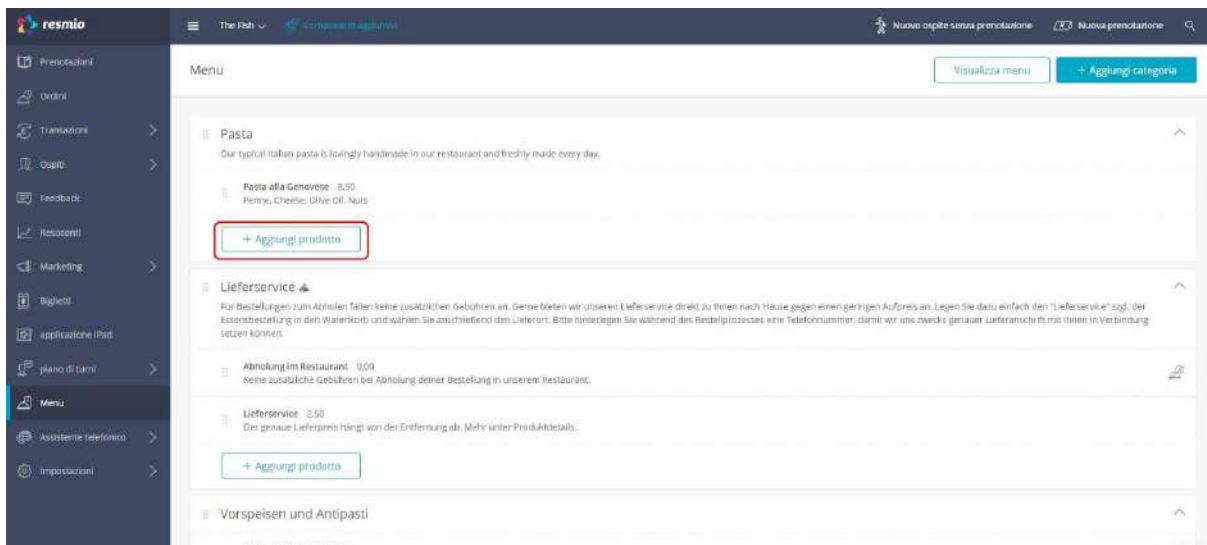 resmio
The Fish
Componenti aggiuntivi
Nuovo ospite senza prenotazione
Nuova prenotazione
Prenotazioni
Ordini
Transazioni
Ospiti
Feedback
Resoconti
Marketing
Biglietti
applicazione iPad
piano di turni
Menu
Assistente telefonico
Impostazioni
Menu
Visualizza menu
+ Aggiungi categoria
Pasta
Our typical Italian pasta is lovingly handmade in our restaurant and freshly made every day.
Pasta alla Genovese 8,50
Penne, Cheese, Olive Oil, Nuts
+ Aggiungi prodotto
Lieferservice
Für Bestellungen zum Abholen fallen keine zusätzlichen Gebühren an. Gerne bieten wir unseren Lieferservice direkt zu Ihnen nach Hause gegen einen geringen Aufpreis an. Legen Sie dazu einfach den "Lieferservice" zzgl. der
Essensbestellung in den Warenkorb und wählen Sie anschließend den Lieferort. Bitte hinterlegen Sie während des Bestellprozesses eine Telefonnummer, damit wir uns zwecks genauer Lieferanschrift mit Ihnen in Verbindung
setzen können.
Abholung im Restaurant 0,00
Keine zusätzliche Gebühren bei Abholung deiner Bestellung in unserem Restaurant.
Lieferservice 2,50
Der genaue Lieferpreis hängt von der Entfernung ab. Mehr unter Produktdetails.
+ Aggiungi prodotto
Vorspeisen und Antipasti